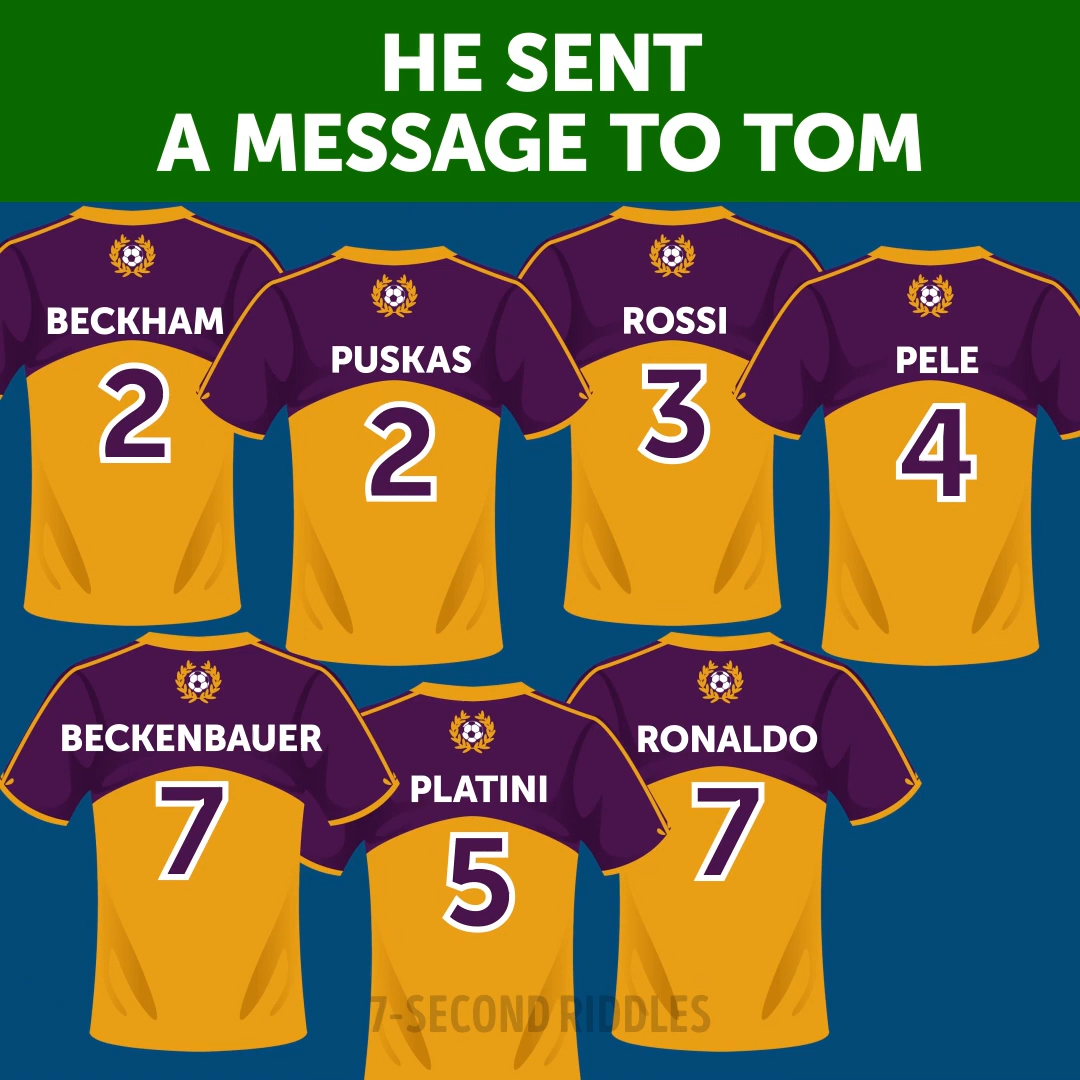 HE SENT
A MESSAGE TO TOM
BECKHAM
2
PUSKAS
2
ROSSI
3
PELE
4
BECKENBAUER
7
PLATINI
5
RONALDO
7
7-SECOND RIDDLES